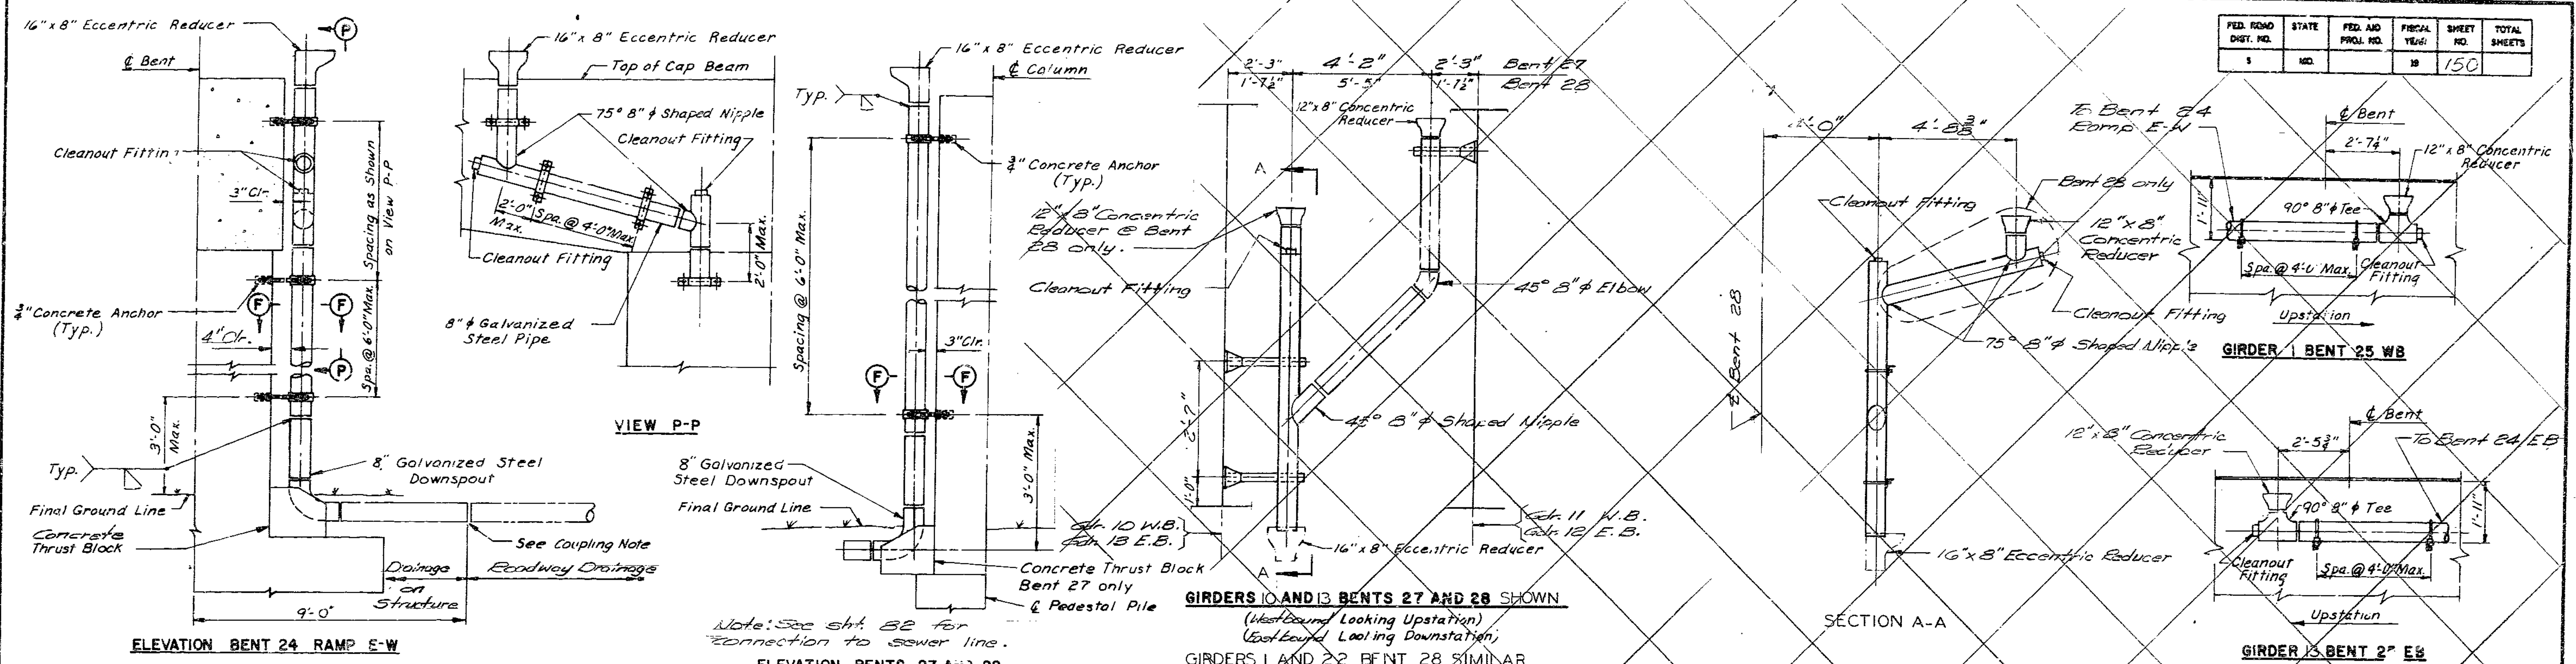 16"x 8" Eccentric Reducer
P
℄ Bent
Cleanout Fitting
3" Clr.
Spacing as Shown
on View P-P
¾" Concrete Anchor
(Typ.)
F
F
4" Clr.
Spa. @ 6'-0" Max.
P
3'-0"
Max.
Typ.
8" Galvanized Steel
Downspout
Final Ground Line
Concrete
Thrust Block
See Coupling Note
Drainage
on
Structure
Roadway Drainage
9'-0"
ELEVATION BENT 24 RAMP E-W
16"x 8" Eccentric Reducer
Top of Cap Beam
75° 8" ϕ Shaped Nipple
Cleanout Fitting
2'-0"
Max.
Spa. @ 4'-0" Max.
Cleanout Fitting
2'-0" Max.
8" ϕ Galvanized
Steel Pipe
VIEW P-P
16"x 8" Eccentric Reducer
℄ Column
Typ.
¾" Concrete Anchor
(Typ.)
Spacing @ 6'-0" Max.
3" Clr.
F
F
8" Galvanized
Steel Downspout
Final Ground Line
3'-0" Max.
Concrete Thrust Block
Bent 27 only
℄ Pedestal Pile
Note: See sht. 82 for
connection to sewer line.
ELEVATION BENTS 27 AND 28
2'-3" 4'-2" 2'-3" Bent 27
1'-7½" 5'-5" 1'-7½" Bent 28
12"x 8" Concentric
Reducer
A
12"x 8" Concentric
Reducer @ Bent
28 only.
Cleanout Fitting
45° 8" ϕ Elbow
45° 8" ϕ Shaped Nipple
1'-0"
Gdr. 10 W.B.
Gdr. 13 E.B.
Gdr. 11 W.B.
Gdr. 12 E.B.
16"x 8" Eccentric Reducer
A
GIRDERS 10 AND 13 BENTS 27 AND 28 SHOWN
(Westbound Looking Upstation)
(Eastbound Looking Downstation)
GIRDERS 1 AND 22 BENT 28 SIMILAR
4'-8⅜"
Cleanout Fitting
Bent 28 only
12"x 8"
Concentric
Reducer
℄ Bent 28
Cleanout Fitting
75° 8" ϕ Shaped Nipple
16"x 8" Eccentric Reducer
SECTION A-A
FED. ROAD DIST. NO. STATE FED. AID PROJ. NO. FISCAL YEAR SHEET NO. TOTAL SHEETS
5 MO. 19 150
To Bent 24
Ramp E-W
℄ Bent
2'-7¼"
12"x 8" Concentric
Reducer
1'-11"
90° 8" ϕ Tee
Spa. @ 4'-0" Max.
Cleanout
Fitting
Upstation
GIRDER 1 BENT 25 WB
℄ Bent
12"x 8" Concentric
Reducer
2'-5¾"
To Bent 24 EB
90° 8" ϕ Tee
1'-11"
Cleanout
Fitting
Spa. @ 4'-0" Max.
Upstation
GIRDER 13 BENT EB